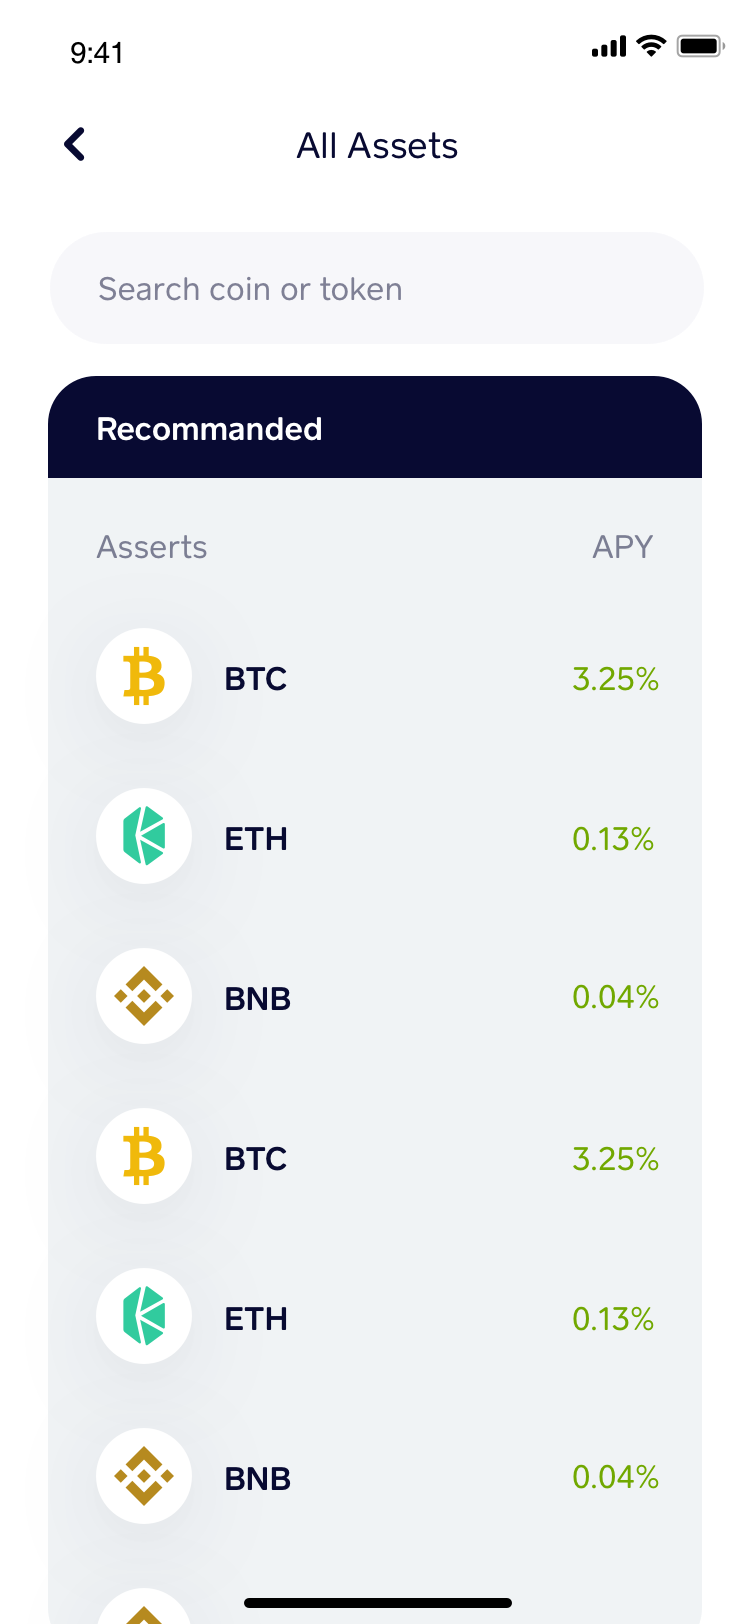 9:41
All Assets
Search coin or token
Recommanded
Asserts APY
BTC 3.25%
ETH 0.13%
BNB 0.04%
BTC 3.25%
ETH 0.13%
BNB 0.04%